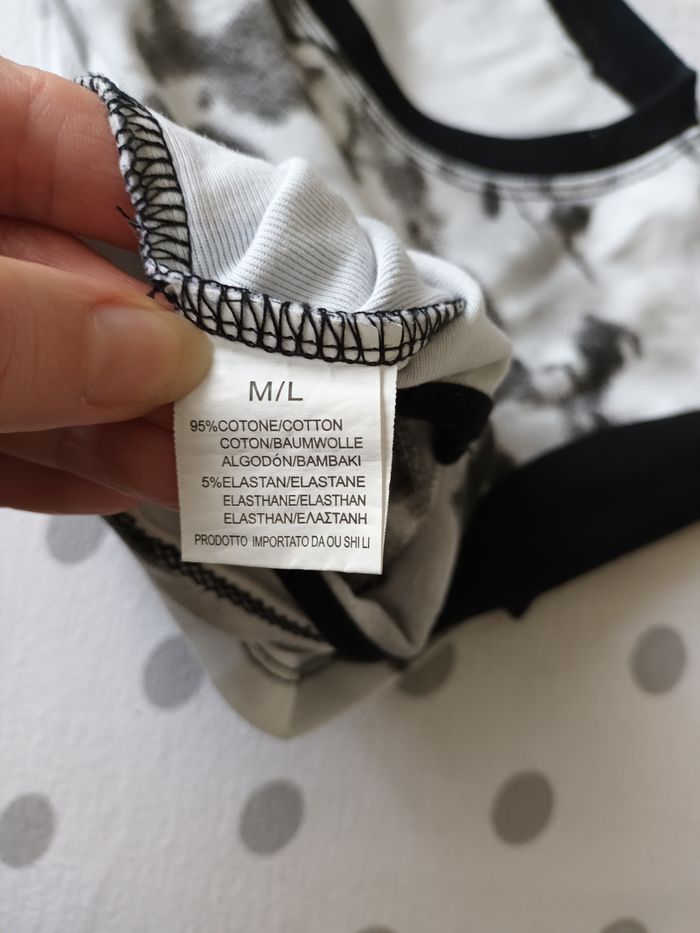 M/L
95%COTONE/COTTON
COTON/BAUMWOLLE
ALGODóN/BAMBAKI
5%ELASTAN/ELASTANE
ELASTHANE/ELASTHAN
ELASTHAN/ΕΛΑΣΤΑΝΗ
PRODOTTO IMPORTATO DA OU SHI LI